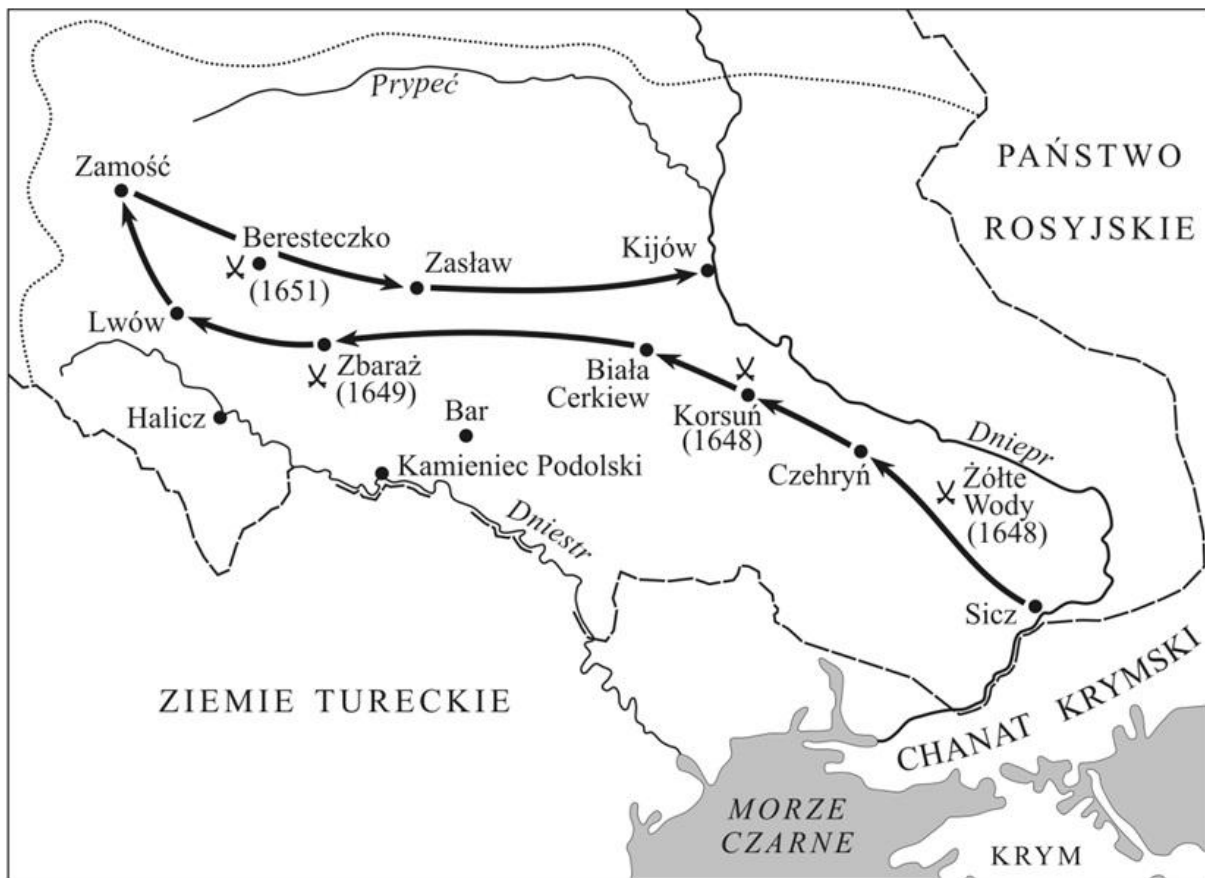 Prypeć
PAŃSTWO
ROSYJSKIE
Zamość
Beresteczko
(1651)
Zasław
Kijów
Lwów
Zbaraż
(1649)
Biała
Cerkiew
Korsuń
(1648)
Halicz
Bar
Kamieniec Podolski
Czehryń
Dniepr
Żółte
Wody
(1648)
Dniestr
Sicz
ZIEMIE TURECKIE
CHANAT KRYMSKI
MORZE
CZARNE
KRYM